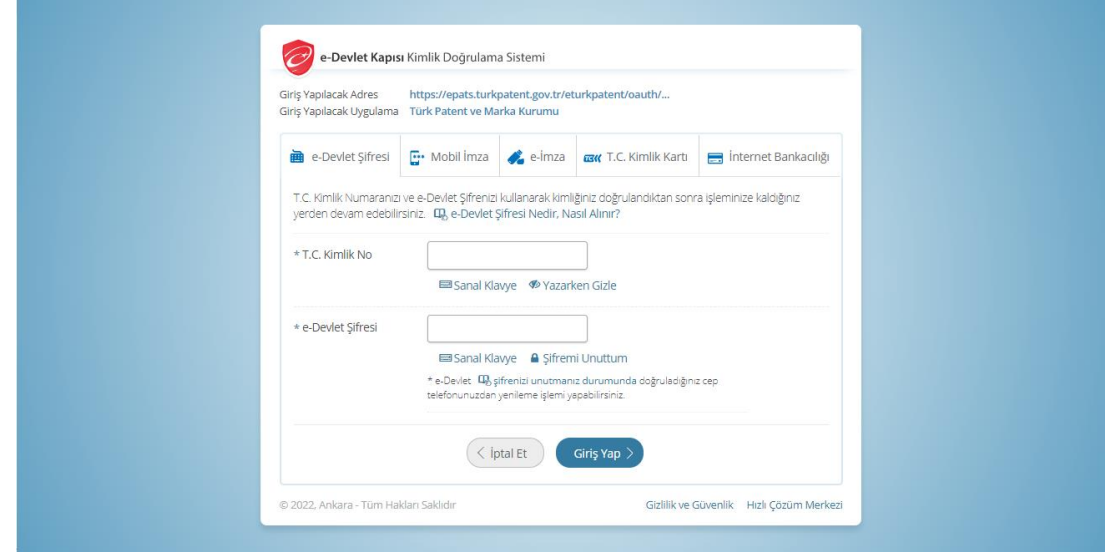 e-Devlet Kapısı Kimlik Doğrulama Sistemi
Giriş Yapılacak Adres https://epats.turkpatent.gov.tr/eturkpatent/oauth/...
Giriş Yapılacak Uygulama Türk Patent ve Marka Kurumu
e-Devlet Şifresi Mobil İmza e-İmza T.C. Kimlik Kartı İnternet Bankacılığı
T.C. Kimlik Numaranızı ve e-Devlet Şifrenizi kullanarak kimliğiniz doğrulandıktan sonra işleminize kaldığınız
yerden devam edebilirsiniz. e-Devlet Şifresi Nedir, Nasıl Alınır?
* T.C. Kimlik No
Sanal Klavye Yazarken Gizle
* e-Devlet Şifresi
Sanal Klavye Şifremi Unuttum
* e-Devlet şifrenizi unutmanız durumunda doğruladığınız cep
telefonunuzdan yenileme işlemi yapabilirsiniz.
İptal Et Giriş Yap
© 2022, Ankara - Tüm Hakları Saklıdır Gizlilik ve Güvenlik Hızlı Çözüm Merkezi